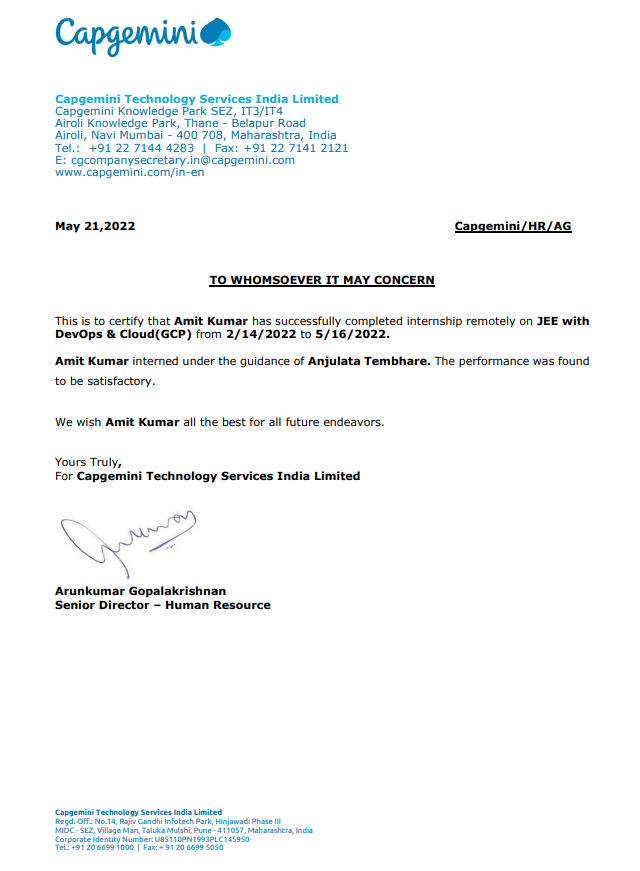 Capgemini
Capgemini Technology Services India Limited
Capgemini Knowledge Park SEZ, IT3/IT4
Airoli Knowledge Park, Thane - Belapur Road
Airoli, Navi Mumbai - 400 708, Maharashtra, India
Tel.: +91 22 7144 4283 | Fax: +91 22 7141 2121
E: cgcompanysecretary.in@capgemini.com
www.capgemini.com/in-en
May 21,2022 Capgemini/HR/AG
TO WHOMSOEVER IT MAY CONCERN
This is to certify that Amit Kumar has successfully completed internship remotely on JEE with
DevOps & Cloud(GCP) from 2/14/2022 to 5/16/2022.
Amit Kumar interned under the guidance of Anjulata Tembhare. The performance was found
to be satisfactory.
We wish Amit Kumar all the best for all future endeavors.
Yours Truly,
For Capgemini Technology Services India Limited
Arunkumar Gopalakrishnan
Senior Director – Human Resource
Capgemini Technology Services India Limited
Regd. Off.: No.14, Rajiv Gandhi Infotech Park, Hinjawadi Phase III
MIDC - SEZ, Village Man, Taluka Mulshi, Pune - 411057, Maharashtra, India
Corporate Identity Number: U85110PN1993PLC145950
Tel.: +91 20 6699 1000 | Fax: + 91 20 6699 5050